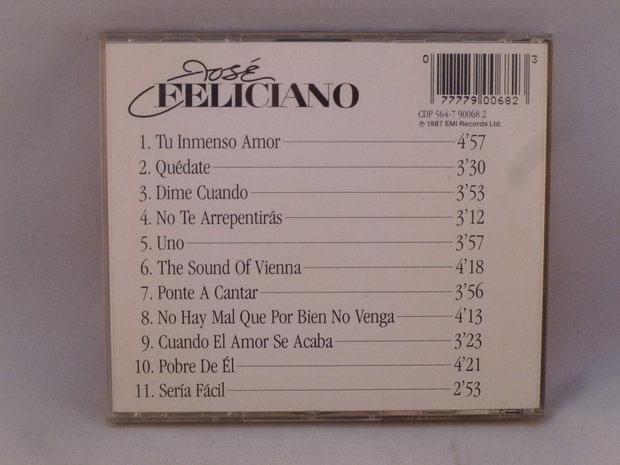 José
FELICIANO
0 77779 00682 3
CDP 564-7 90068 2
℗ 1987 EMI Records Ltd.
1. Tu Inmenso Amor 4'57
2. Quédate 3'30
3. Dime Cuando 3'53
4. No Te Arrepentirás 3'12
5. Uno 3'57
6. The Sound Of Vienna 4'18
7. Ponte A Cantar 3'56
8. No Hay Mal Que Por Bien No Venga 4'13
9. Cuando El Amor Se Acaba 3'23
10. Pobre De Él 4'21
11. Sería Fácil 2'53